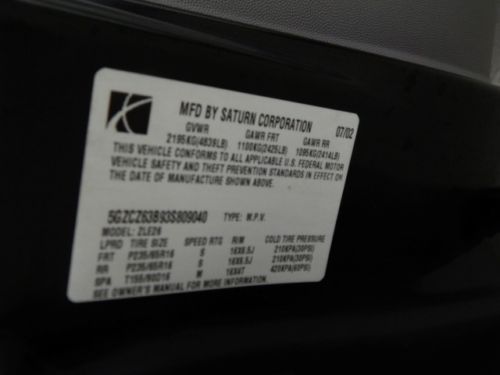 MFD BY SATURN CORPORATION 07/02
GVWR GAWR FRT GAWR RR
2195KG(4839LB) 1100KG(2425LB) 1095KG(2414LB)
THIS VEHICLE CONFORMS TO ALL APPLICABLE U.S. FEDERAL MOTOR
VEHICLE SAFETY AND THEFT PREVENTION STANDARDS IN EFFECT ON THE
DATE OF MANUFACTURE SHOWN ABOVE.
5GZCZ63B93S809040 TYPE: M.P.V.
MODEL: ZLE26
LPRD TIRE SIZE SPEED RTG RIM COLD TIRE PRESSURE
FRT P235/65R16 S 16X6.5J 210KPA(30PSI)
RR P235/65R16 S 16X6.5J 210KPA(30PSI)
SPA T155/90D16 M 16X4T 420KPA(60PSI)
SEE OWNER'S MANUAL FOR MORE INFORMATION